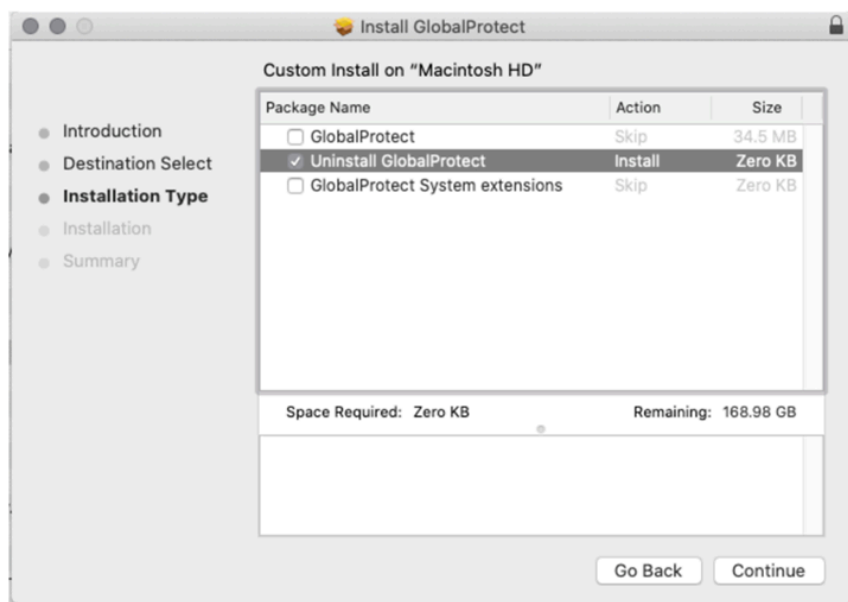 Install GlobalProtect
Custom Install on “Macintosh HD”
Introduction
Destination Select
Installation Type
Installation
Summary
Package Name Action Size
GlobalProtect Skip 34.5 MB
Uninstall GlobalProtect Install Zero KB
GlobalProtect System extensions Skip Zero KB
Space Required: Zero KB Remaining: 168.98 GB
Go Back Continue